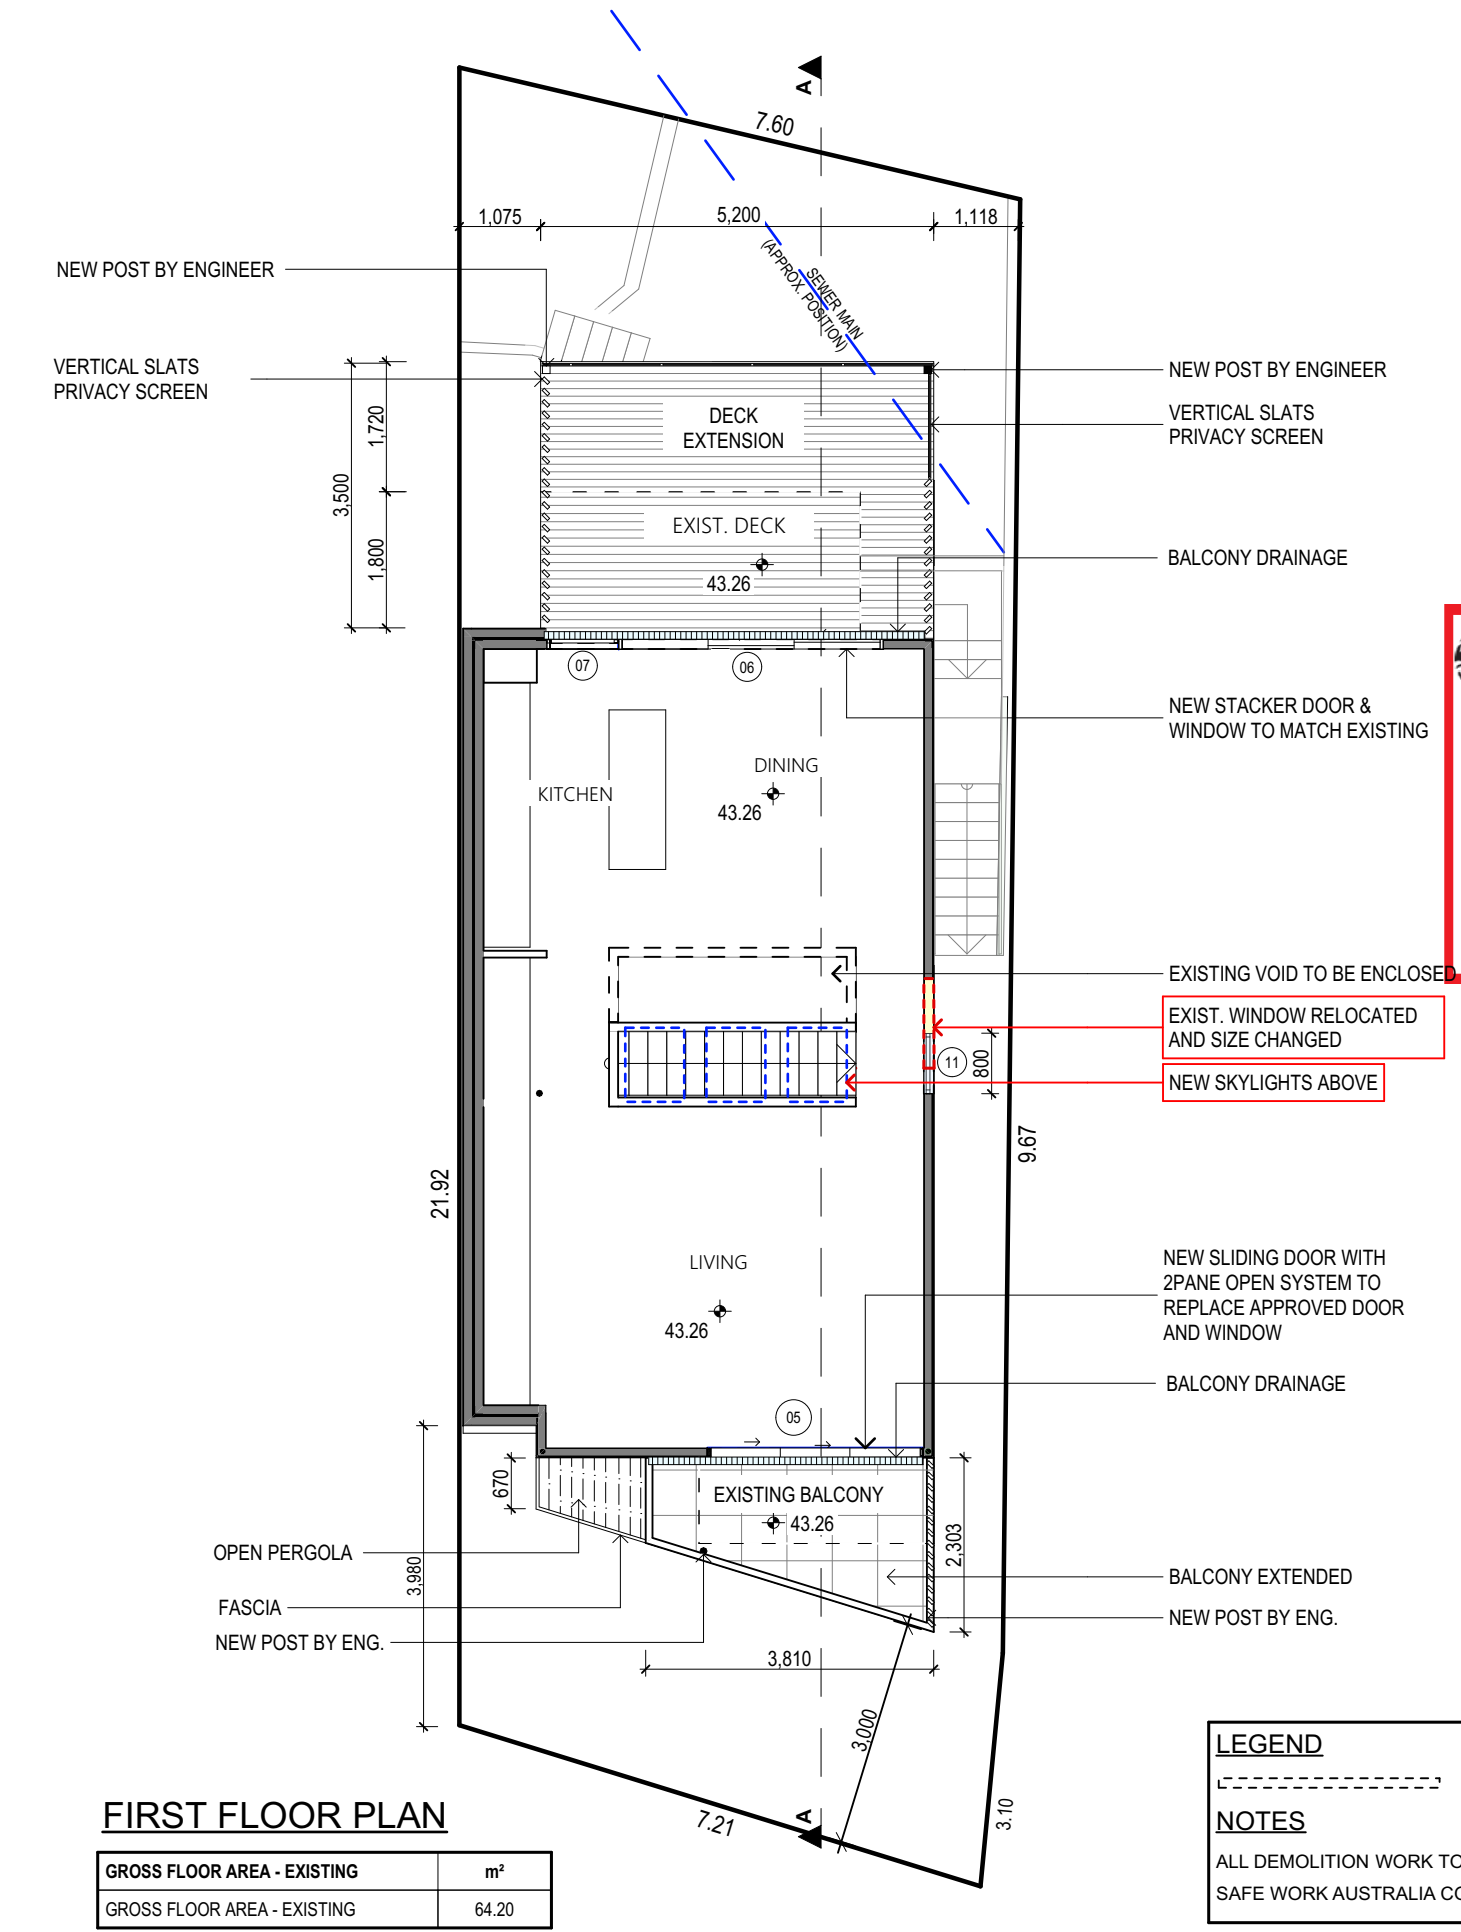 A
7.60
1,075
5,200
1,118
NEW POST BY ENGINEER
SEWER MAIN
(APPROX. POSITION)
VERTICAL SLATS
PRIVACY SCREEN
NEW POST BY ENGINEER
VERTICAL SLATS
PRIVACY SCREEN
DECK
EXTENSION
1,720
3,500
1,800
EXIST. DECK
43.26
BALCONY DRAINAGE
07
06
NEW STACKER DOOR &
WINDOW TO MATCH EXISTING
DINING
KITCHEN
43.26
EXISTING VOID TO BE ENCLOSED
EXIST. WINDOW RELOCATED
AND SIZE CHANGED
11
800
NEW SKYLIGHTS ABOVE
9.67
21.92
LIVING
43.26
NEW SLIDING DOOR WITH
2PANE OPEN SYSTEM TO
REPLACE APPROVED DOOR
AND WINDOW
BALCONY DRAINAGE
05
670
EXISTING BALCONY
43.26
2,303
OPEN PERGOLA
3,980
BALCONY EXTENDED
FASCIA
NEW POST BY ENG.
NEW POST BY ENG.
3,810
3,000
7.21
A
3.10
LEGEND
NOTES
ALL DEMOLITION WORK TO
SAFE WORK AUSTRALIA CO
FIRST FLOOR PLAN
GROSS FLOOR AREA - EXISTING m²
GROSS FLOOR AREA - EXISTING 64.20